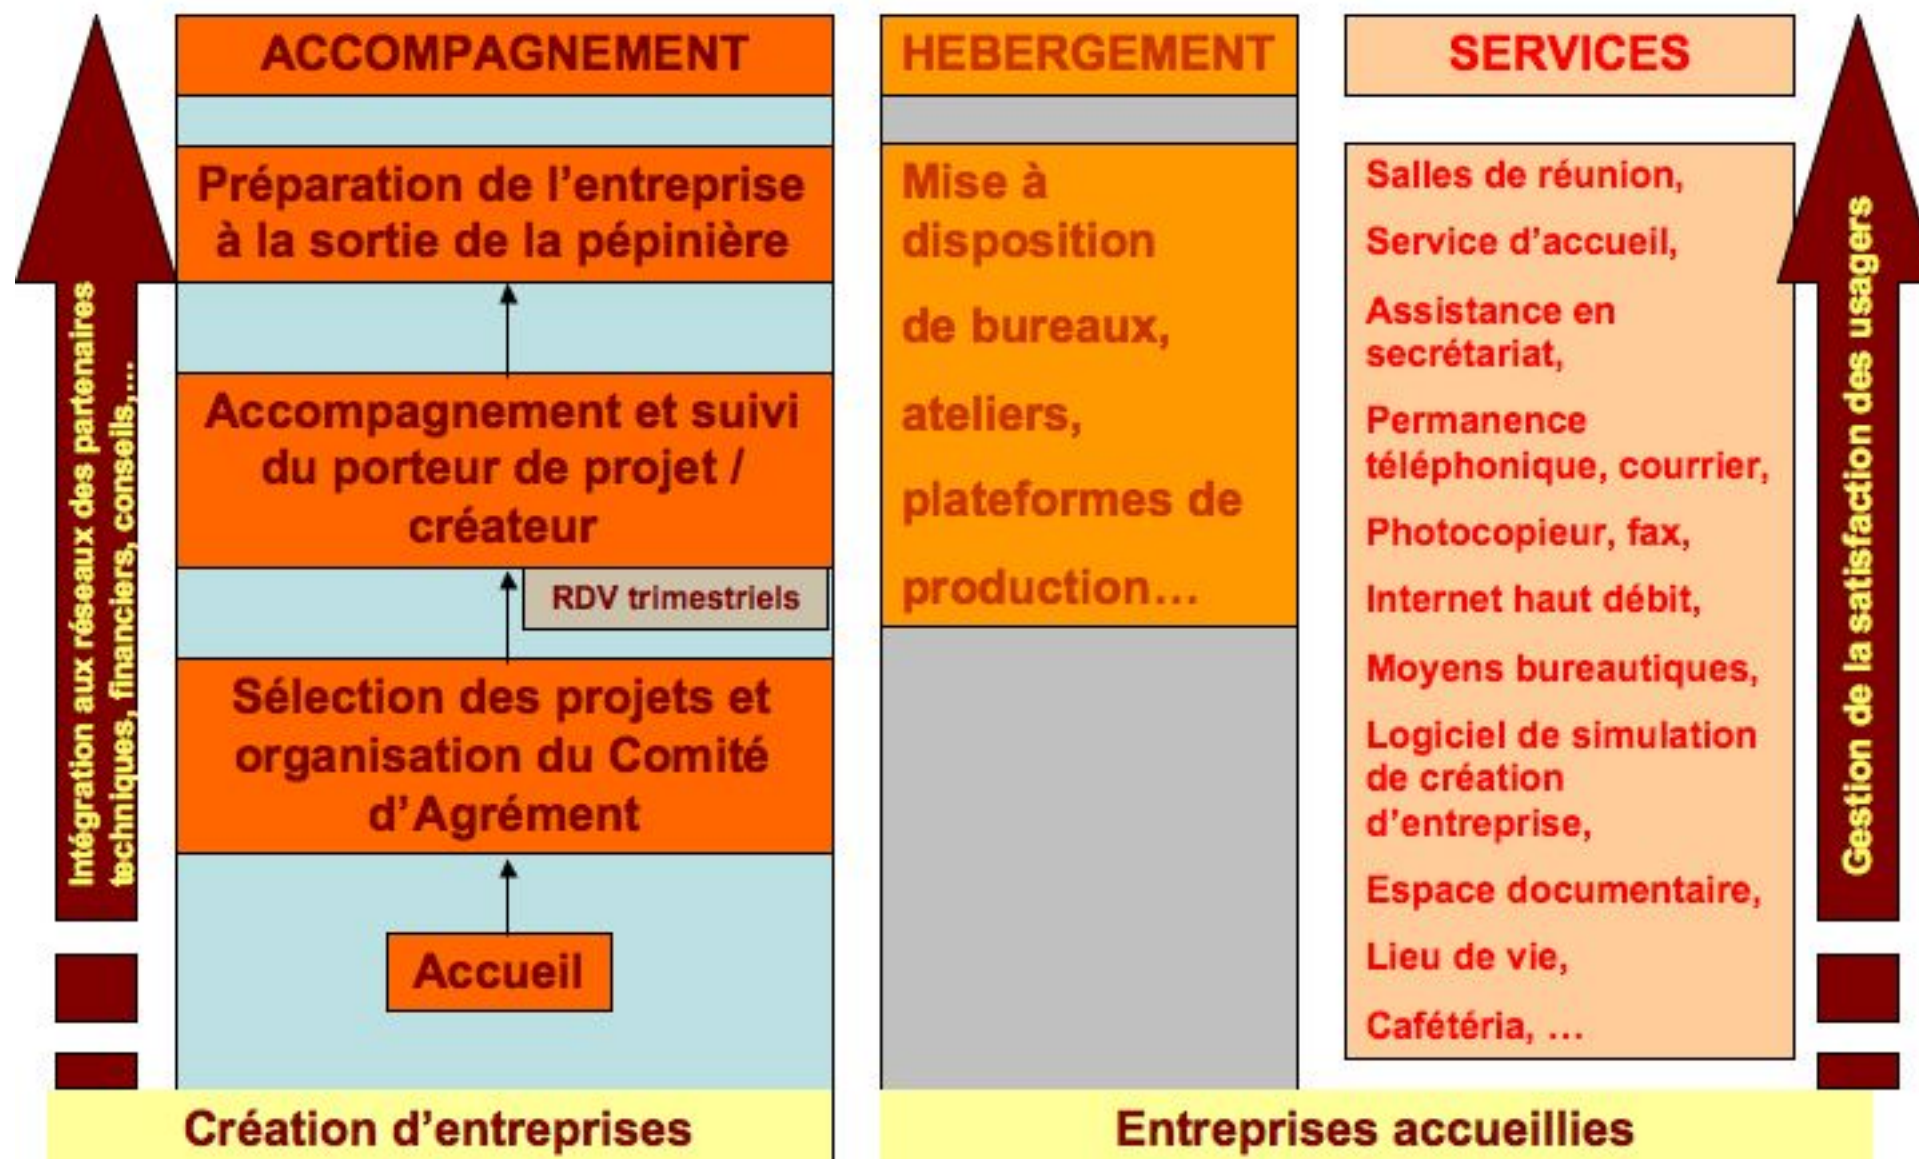 ACCOMPAGNEMENT
Préparation de l'entreprise
à la sortie de la pépinière
Accompagnement et suivi
du porteur de projet /
créateur
RDV trimestriels
Sélection des projets et
organisation du Comité
d'Agrément
Accueil
Intégration aux réseaux des partenaires
techniques, financiers, conseils,...
Création d'entreprises
HEBERGEMENT
Mise à
disposition
de bureaux,
ateliers,
plateformes de
production...
SERVICES
Salles de réunion,
Service d'accueil,
Assistance en
secrétariat,
Permanence
téléphonique, courrier,
Photocopieur, fax,
Internet haut débit,
Moyens bureautiques,
Logiciel de simulation
de création
d'entreprise,
Espace documentaire,
Lieu de vie,
Cafétéria, ...
Gestion de la satisfaction des usagers
Entreprises accueillies